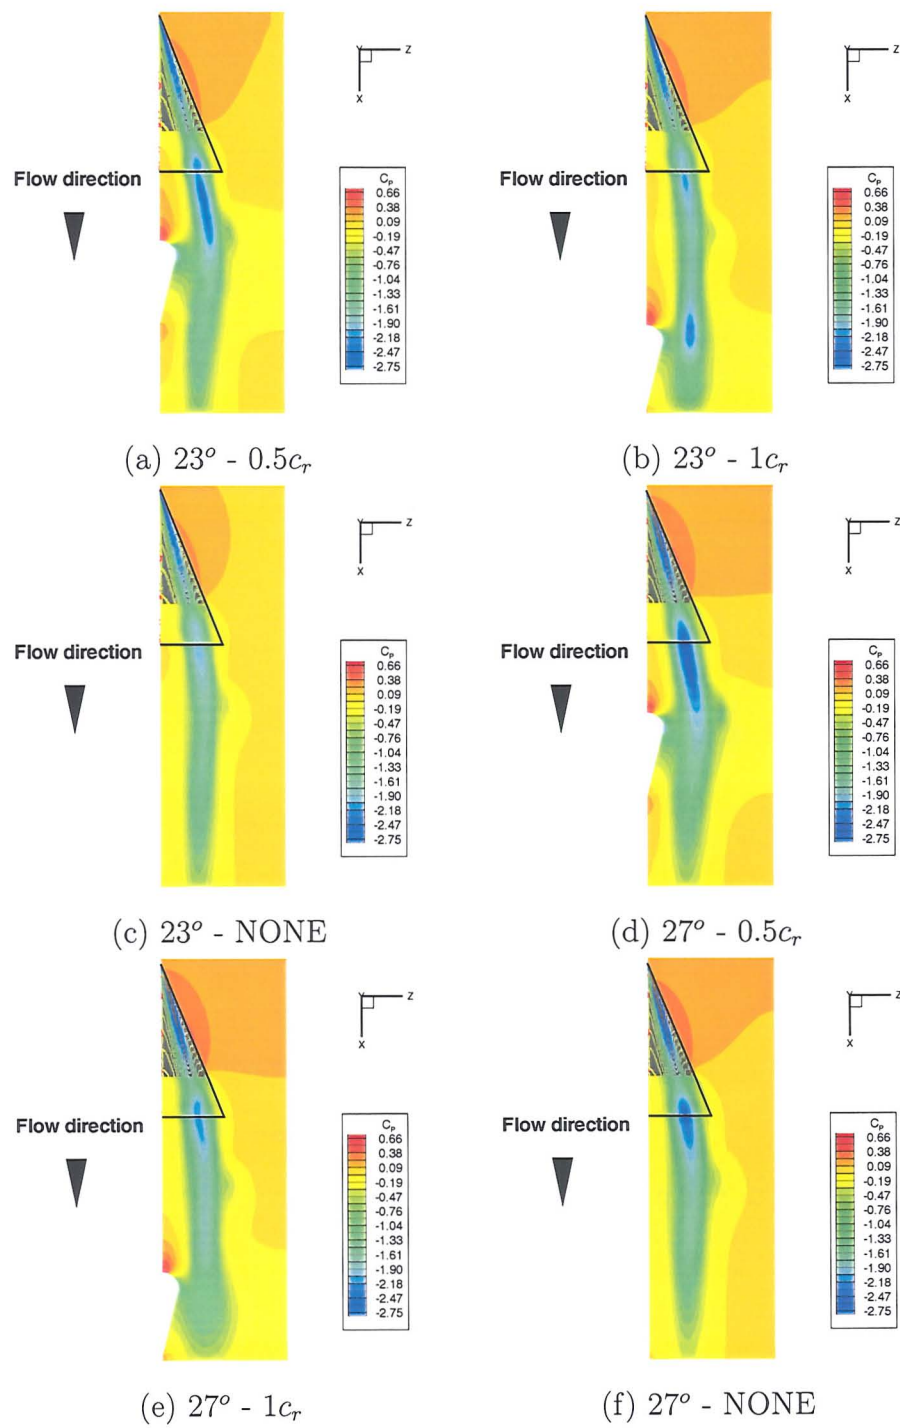 Y Z
X
Flow direction
C_P
0.66
0.38
0.09
-0.19
-0.47
-0.76
-1.04
-1.33
-1.61
-1.90
-2.18
-2.47
-2.75
Y Z
X
Flow direction
C_P
0.66
0.38
0.09
-0.19
-0.47
-0.76
-1.04
-1.33
-1.61
-1.90
-2.18
-2.47
-2.75
(a) 23° - 0.5c_r
(b) 23° - 1c_r
Y Z
X
Flow direction
C_P
0.66
0.38
0.09
-0.19
-0.47
-0.76
-1.04
-1.33
-1.61
-1.90
-2.18
-2.47
-2.75
Y Z
X
Flow direction
C_P
0.66
0.38
0.09
-0.19
-0.47
-0.76
-1.04
-1.33
-1.61
-1.90
-2.18
-2.47
-2.75
(c) 23° - NONE
(d) 27° - 0.5c_r
Y Z
X
Flow direction
C_P
0.66
0.38
0.09
-0.19
-0.47
-0.76
-1.04
-1.33
-1.61
-1.90
-2.18
-2.47
-2.75
Y Z
X
Flow direction
C_P
0.66
0.38
0.09
-0.19
-0.47
-0.76
-1.04
-1.33
-1.61
-1.90
-2.18
-2.47
-2.75
(e) 27° - 1c_r
(f) 27° - NONE